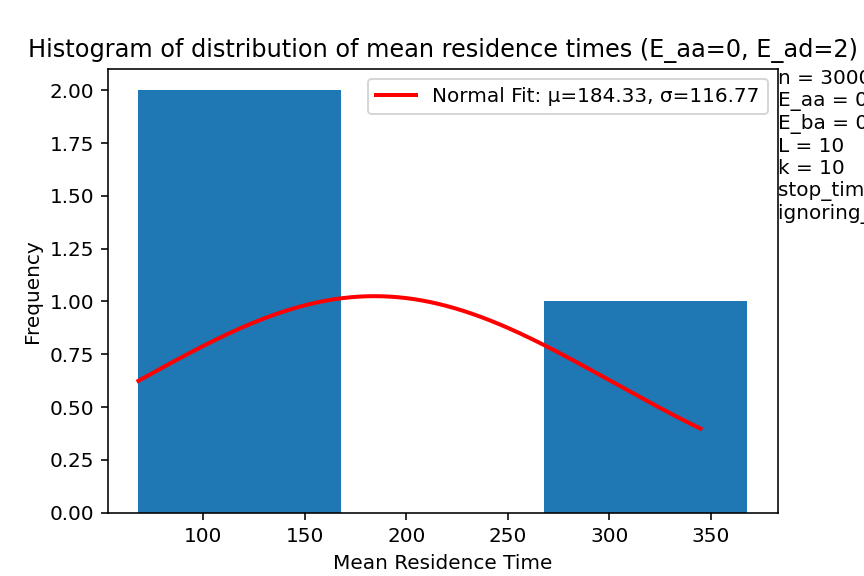 Histogram of distribution of mean residence times (E_aa=0, E_ad=2)
Normal Fit: μ=184.33, σ=116.77
n = 3000
E_aa = 0
E_ba = 0
L = 10
k = 10
stop_tim
ignoring_
Frequency
2.00
1.75
1.50
1.25
1.00
0.75
0.50
0.25
0.00
100 150 200 250 300 350
Mean Residence Time